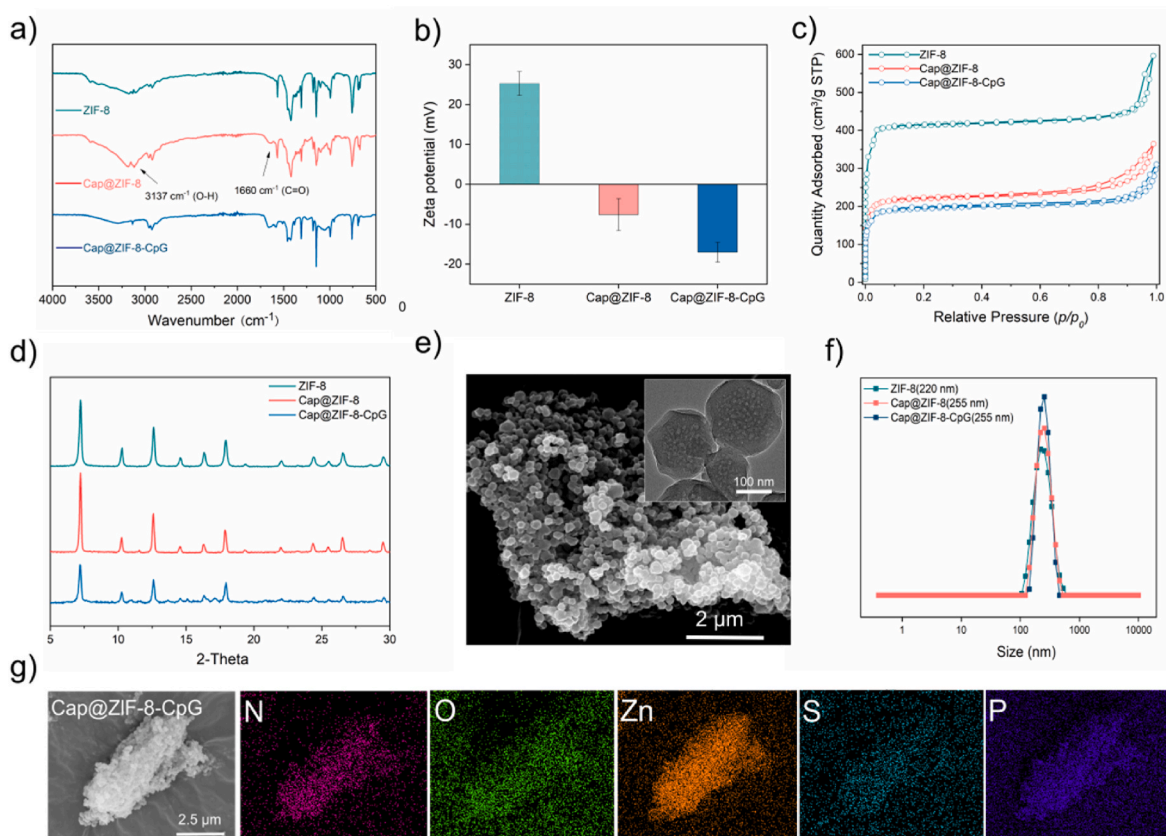 a)
ZIF-8
Cap@ZIF-8
3137 cm⁻¹ (O-H)
1660 cm⁻¹ (C=O)
Cap@ZIF-8-CpG
4000 3500 3000 2500 2000 1500 1000 500
Wavenumber (cm⁻¹)
b)
Zeta potential (mV)
30
20
10
0
-10
-20
ZIF-8 Cap@ZIF-8 Cap@ZIF-8-CpG
0
c)
Quantity Adsorbed (cm³/g STP)
600
500
400
300
200
100
0
ZIF-8
Cap@ZIF-8
Cap@ZIF-8-CpG
0.0 0.2 0.4 0.6 0.8 1.0
Relative Pressure (p/p₀)
d)
ZIF-8
Cap@ZIF-8
Cap@ZIF-8-CpG
5 10 15 20 25 30
2-Theta
e)
100 nm
2 μm
f)
ZIF-8(220 nm)
Cap@ZIF-8(255 nm)
Cap@ZIF-8-CpG(255 nm)
1 10 100 1000 10000
Size (nm)
g)
Cap@ZIF-8-CpG
2.5 μm
N
O
Zn
S
P